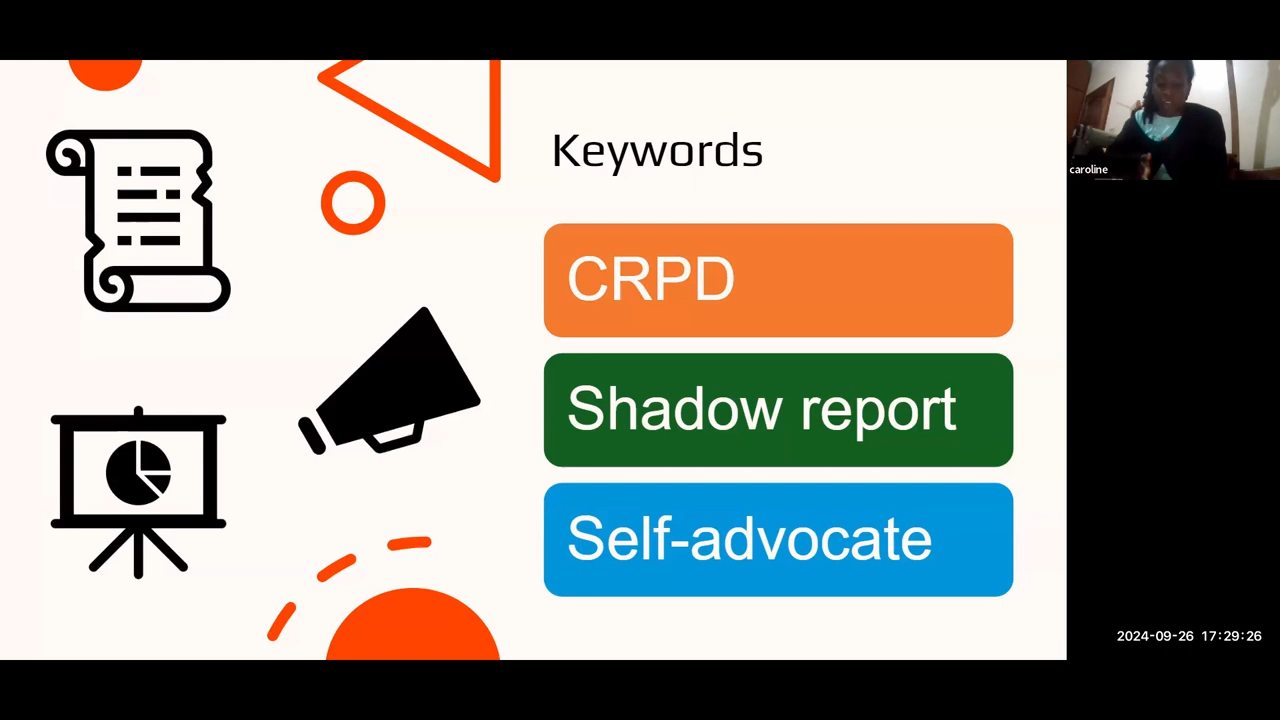 Keywords
CRPD
Shadow report
Self-advocate
caroline
2024-09-26 17:29:26